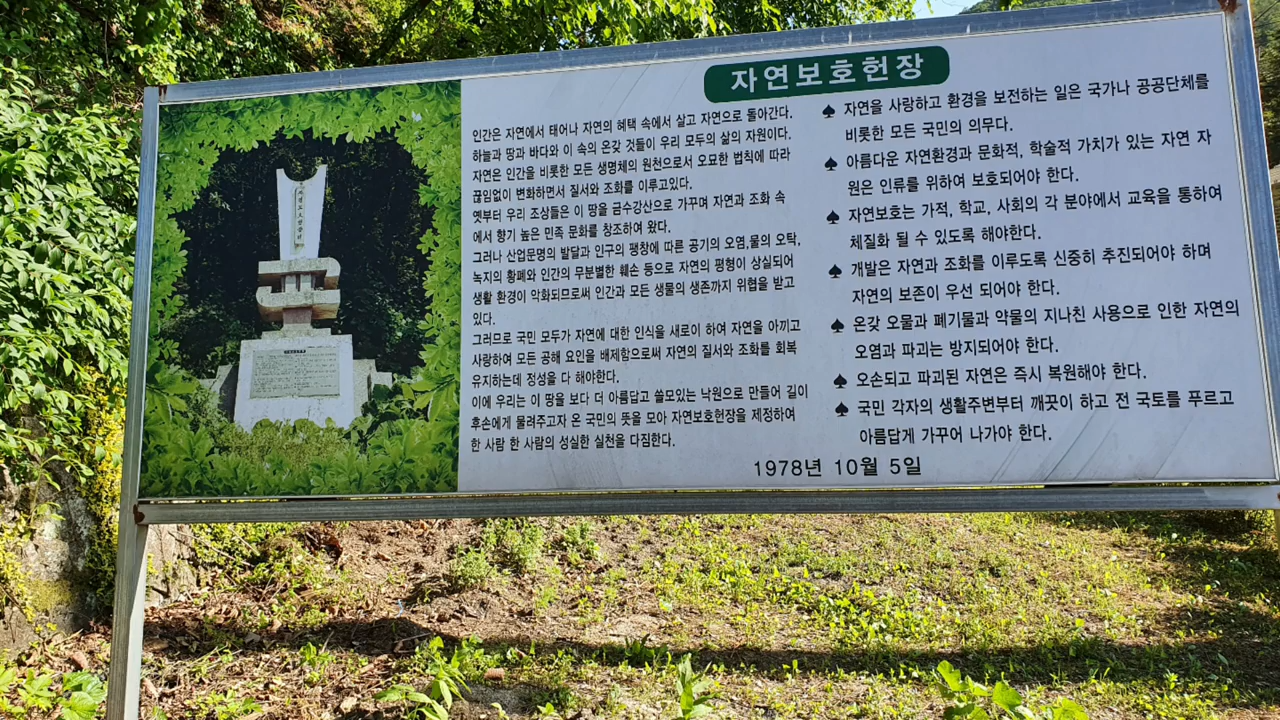 자연보호헌장
인간은 자연에서 태어나 자연의 혜택 속에서 살고 자연으로 돌아간다.
하늘과 땅과 바다와 이 속의 온갖 것들이 우리 모두의 삶의 자원이다.
자연은 인간을 비롯한 모든 생명체의 원천으로서 오묘한 법칙에 따라
끊임없이 변화하면서 질서와 조화를 이루고있다.
옛부터 우리 조상들은 이 땅을 금수강산으로 가꾸며 자연과 조화 속
에서 향기 높은 민족 문화를 창조하여 왔다.
그러나 산업문명의 발달과 인구의 팽창에 따른 공기의 오염,물의 오탁,
녹지의 황폐와 인간의 무분별한 훼손 등으로 자연의 평형이 상실되어
생활 환경이 악화되므로써 인간과 모든 생물의 생존까지 위협을 받고
있다.
그러므로 국민 모두가 자연에 대한 인식을 새로이 하여 자연을 아끼고
사랑하여 모든 공해 요인을 배제함으로써 자연의 질서와 조화를 회복
유지하는데 정성을 다 해야한다.
이에 우리는 이 땅을 보다 더 아름답고 쓸모있는 낙원으로 만들어 길이
후손에게 물려주고자 온 국민의 뜻을 모아 자연보호헌장을 제정하여
한 사람 한 사람의 성실한 실천을 다짐한다.
♠ 자연을 사랑하고 환경을 보전하는 일은 국가나 공공단체를
비롯한 모든 국민의 의무다.
♠ 아름다운 자연환경과 문화적, 학술적 가치가 있는 자연 자
원은 인류를 위하여 보호되어야 한다.
♠ 자연보호는 가적, 학교, 사회의 각 분야에서 교육을 통하여
체질화 될 수 있도록 해야한다.
♠ 개발은 자연과 조화를 이루도록 신중히 추진되어야 하며
자연의 보존이 우선 되어야 한다.
♠ 온갖 오물과 폐기물과 약물의 지나친 사용으로 인한 자연의
오염과 파괴는 방지되어야 한다.
♠ 오손되고 파괴된 자연은 즉시 복원해야 한다.
♠ 국민 각자의 생활주변부터 깨끗이 하고 전 국토를 푸르고
아름답게 가꾸어 나가야 한다.
1978년 10월 5일